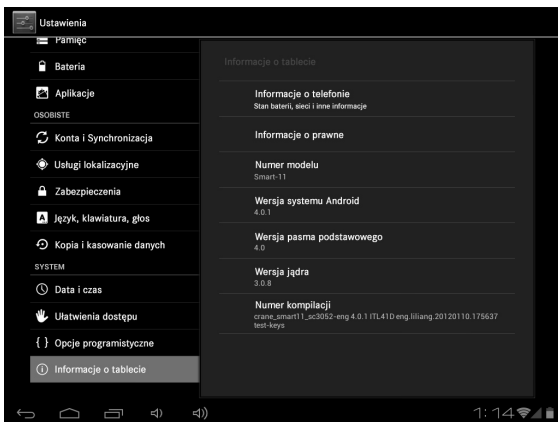 Ustawienia
Pamięć
Bateria
Aplikacje
OSOBISTE
Konta i Synchronizacja
Usługi lokalizacyjne
Zabezpieczenia
A Język, klawiatura, głos
Kopia i kasowanie danych
SYSTEM
Data i czas
Ułatwienia dostępu
{ } Opcje programistyczne
Informacje o tablecie
Informacje o tablecie
Informacje o telefonie
Stan baterii, sieci i inne informacje
Informacje o prawne
Numer modelu
Smart-11
Wersja systemu Android
4.0.1
Wersja pasma podstawowego
4.0
Wersja jądra
3.0.8
Numer kompilacji
crane_smart11_sc3052-eng 4.0.1 ITL41D eng.liliang.20120110.175637
test-keys
1:14